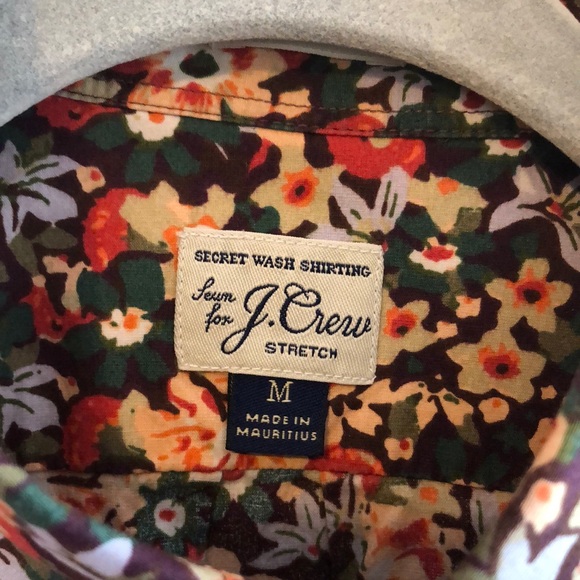 SECRET WASH SHIRTING
Sewn
for J.Crew
STRETCH
M
MADE IN
MAURITIUS